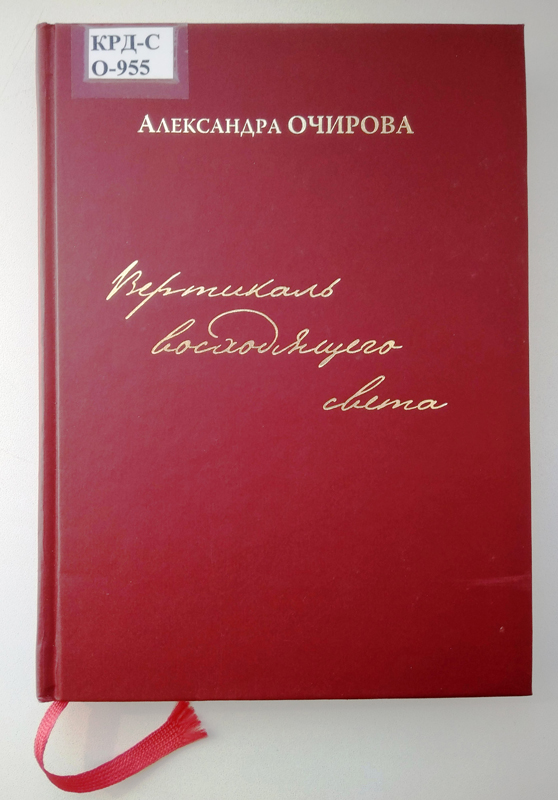 КРД-С
О-955
Александра ОЧИРОВА
Вертикаль
восходящего
света